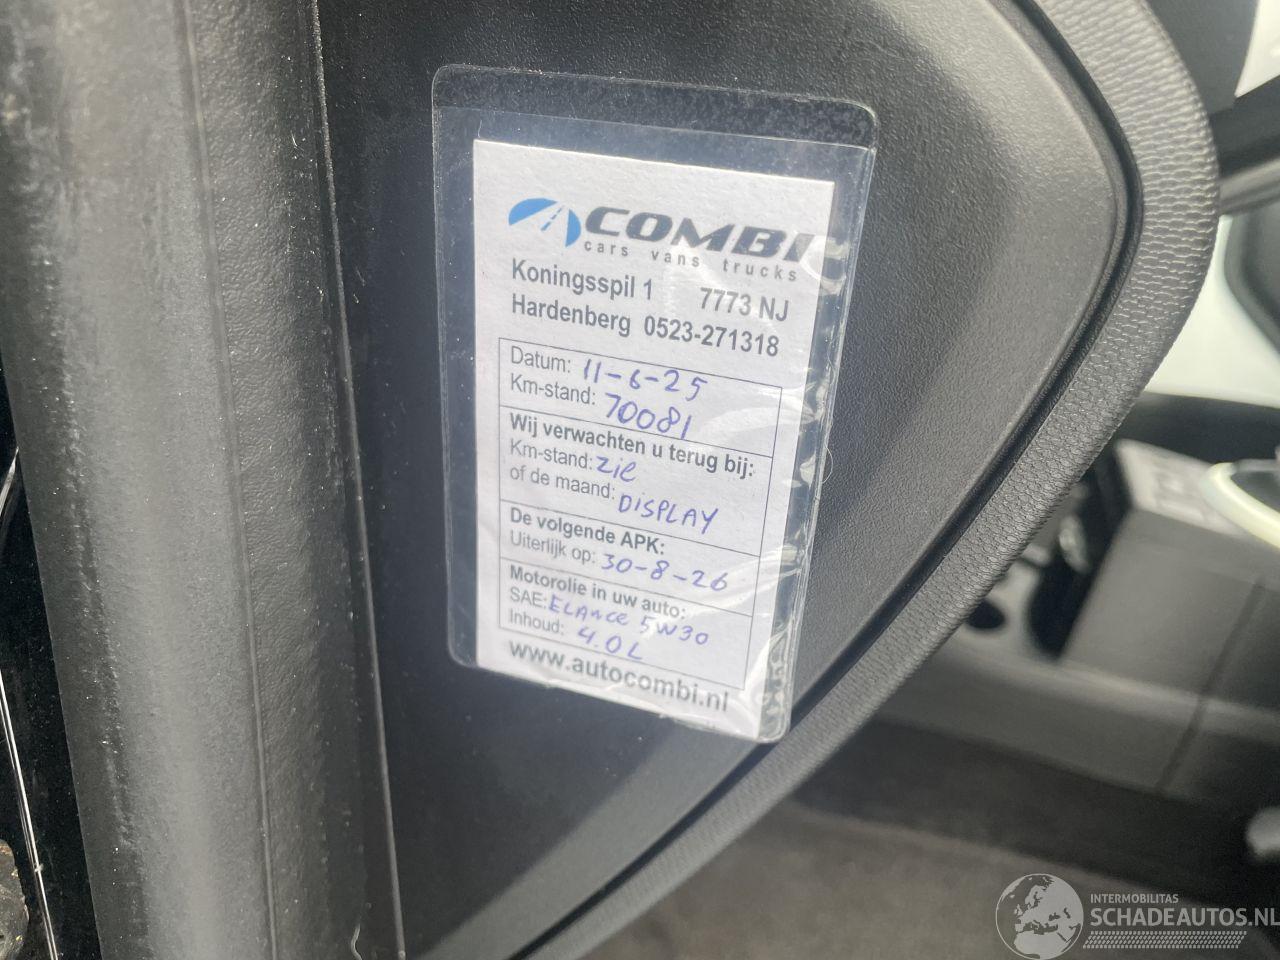 COMBI
cars vans trucks
Koningsspil 1 7773 NJ
Hardenberg 0523-271318
Datum: 11-6-25
Km-stand: 70081
Wij verwachten u terug bij:
Km-stand: zie
of de maand: DISPLAY
De volgende APK:
Uiterlijk op: 30-8-26
Motorolie in uw auto:
SAE: ELANCE 5W30
Inhoud: 4.0L
www.autocombi.nl
INTERMOBILITAS
SCHADEAUTOS.NL